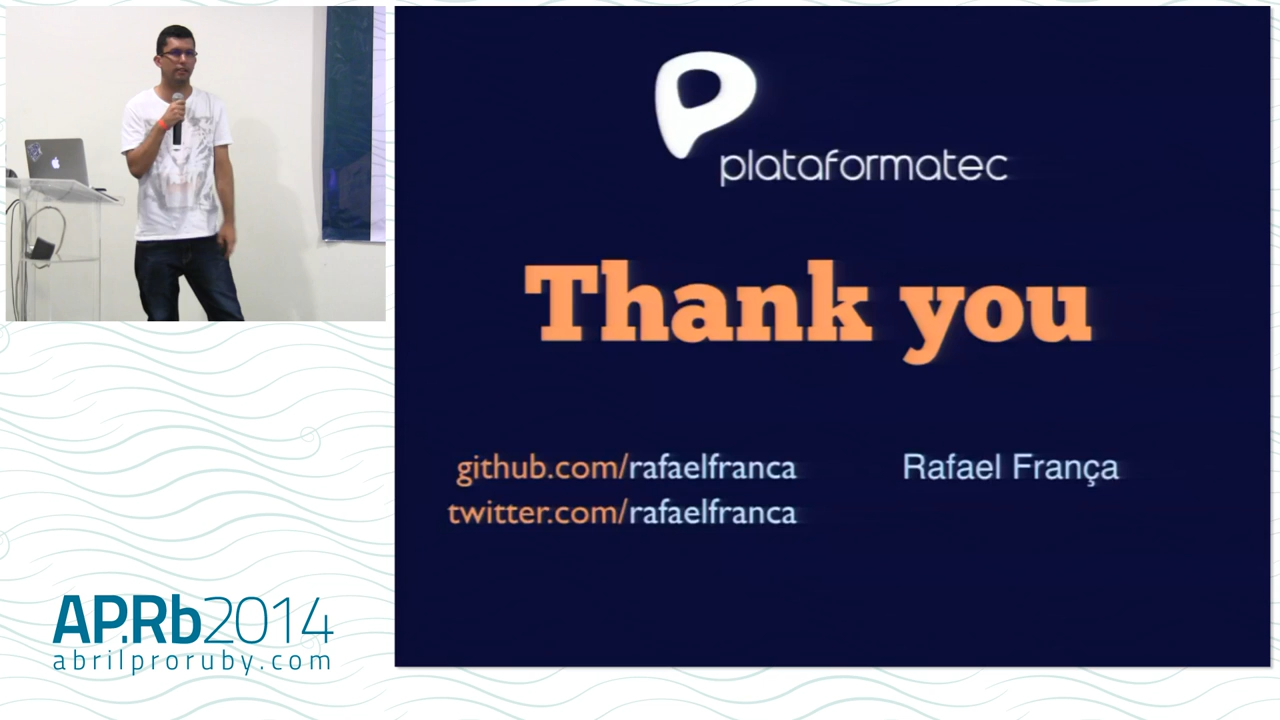 plataformatec
Thank you
github.com/rafaelfranca
twitter.com/rafaelfranca
Rafael França
AP.Rb2014
abrilproruby.com